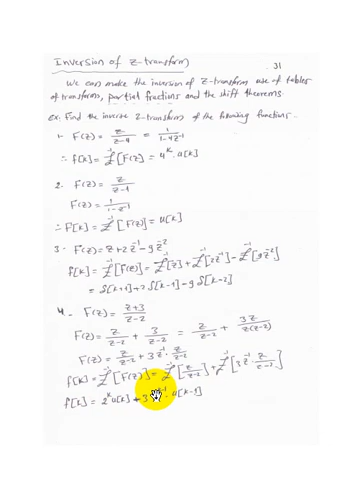 Inversion of Z-transform 31
We can make the inversion of Z-transform use of tables
of transforms, partial fractions and the shift theorems.
ex. Find the inverse Z-transform of the following functions.
1- F(z) = z/(z-4) = 1/(1-4z⁻¹)
∴ f[k] = Z⁻¹[F(z)] = 4ᵏ·u[k]
2- F(z) = z/(z-1)
F(z) = 1/(1-z⁻¹)
∴ f[k] = Z⁻¹[F(z)] = u[k]
3- F(z) = z+2z⁻¹-9z⁻²
f[k] = Z⁻¹[F(z)] = Z⁻¹[z] + Z⁻¹[2z⁻¹] - Z⁻¹[9z⁻²]
= δ[k+1]+2δ[k-1]-9δ[k-2]
4- F(z) = (z+3)/(z-2)
F(z) = z/(z-2) + 3/(z-2) = z/(z-2) + 3z/(z(z-2))
F(z) = z/(z-2) + 3z⁻¹·z/(z-2)
f[k] = Z⁻¹[F(z)] = Z⁻¹[z/(z-2)] + Z⁻¹[3z⁻¹·z/(z-2)]
f[k] = 2ᵏu[k] + 3 ·u[k-1]